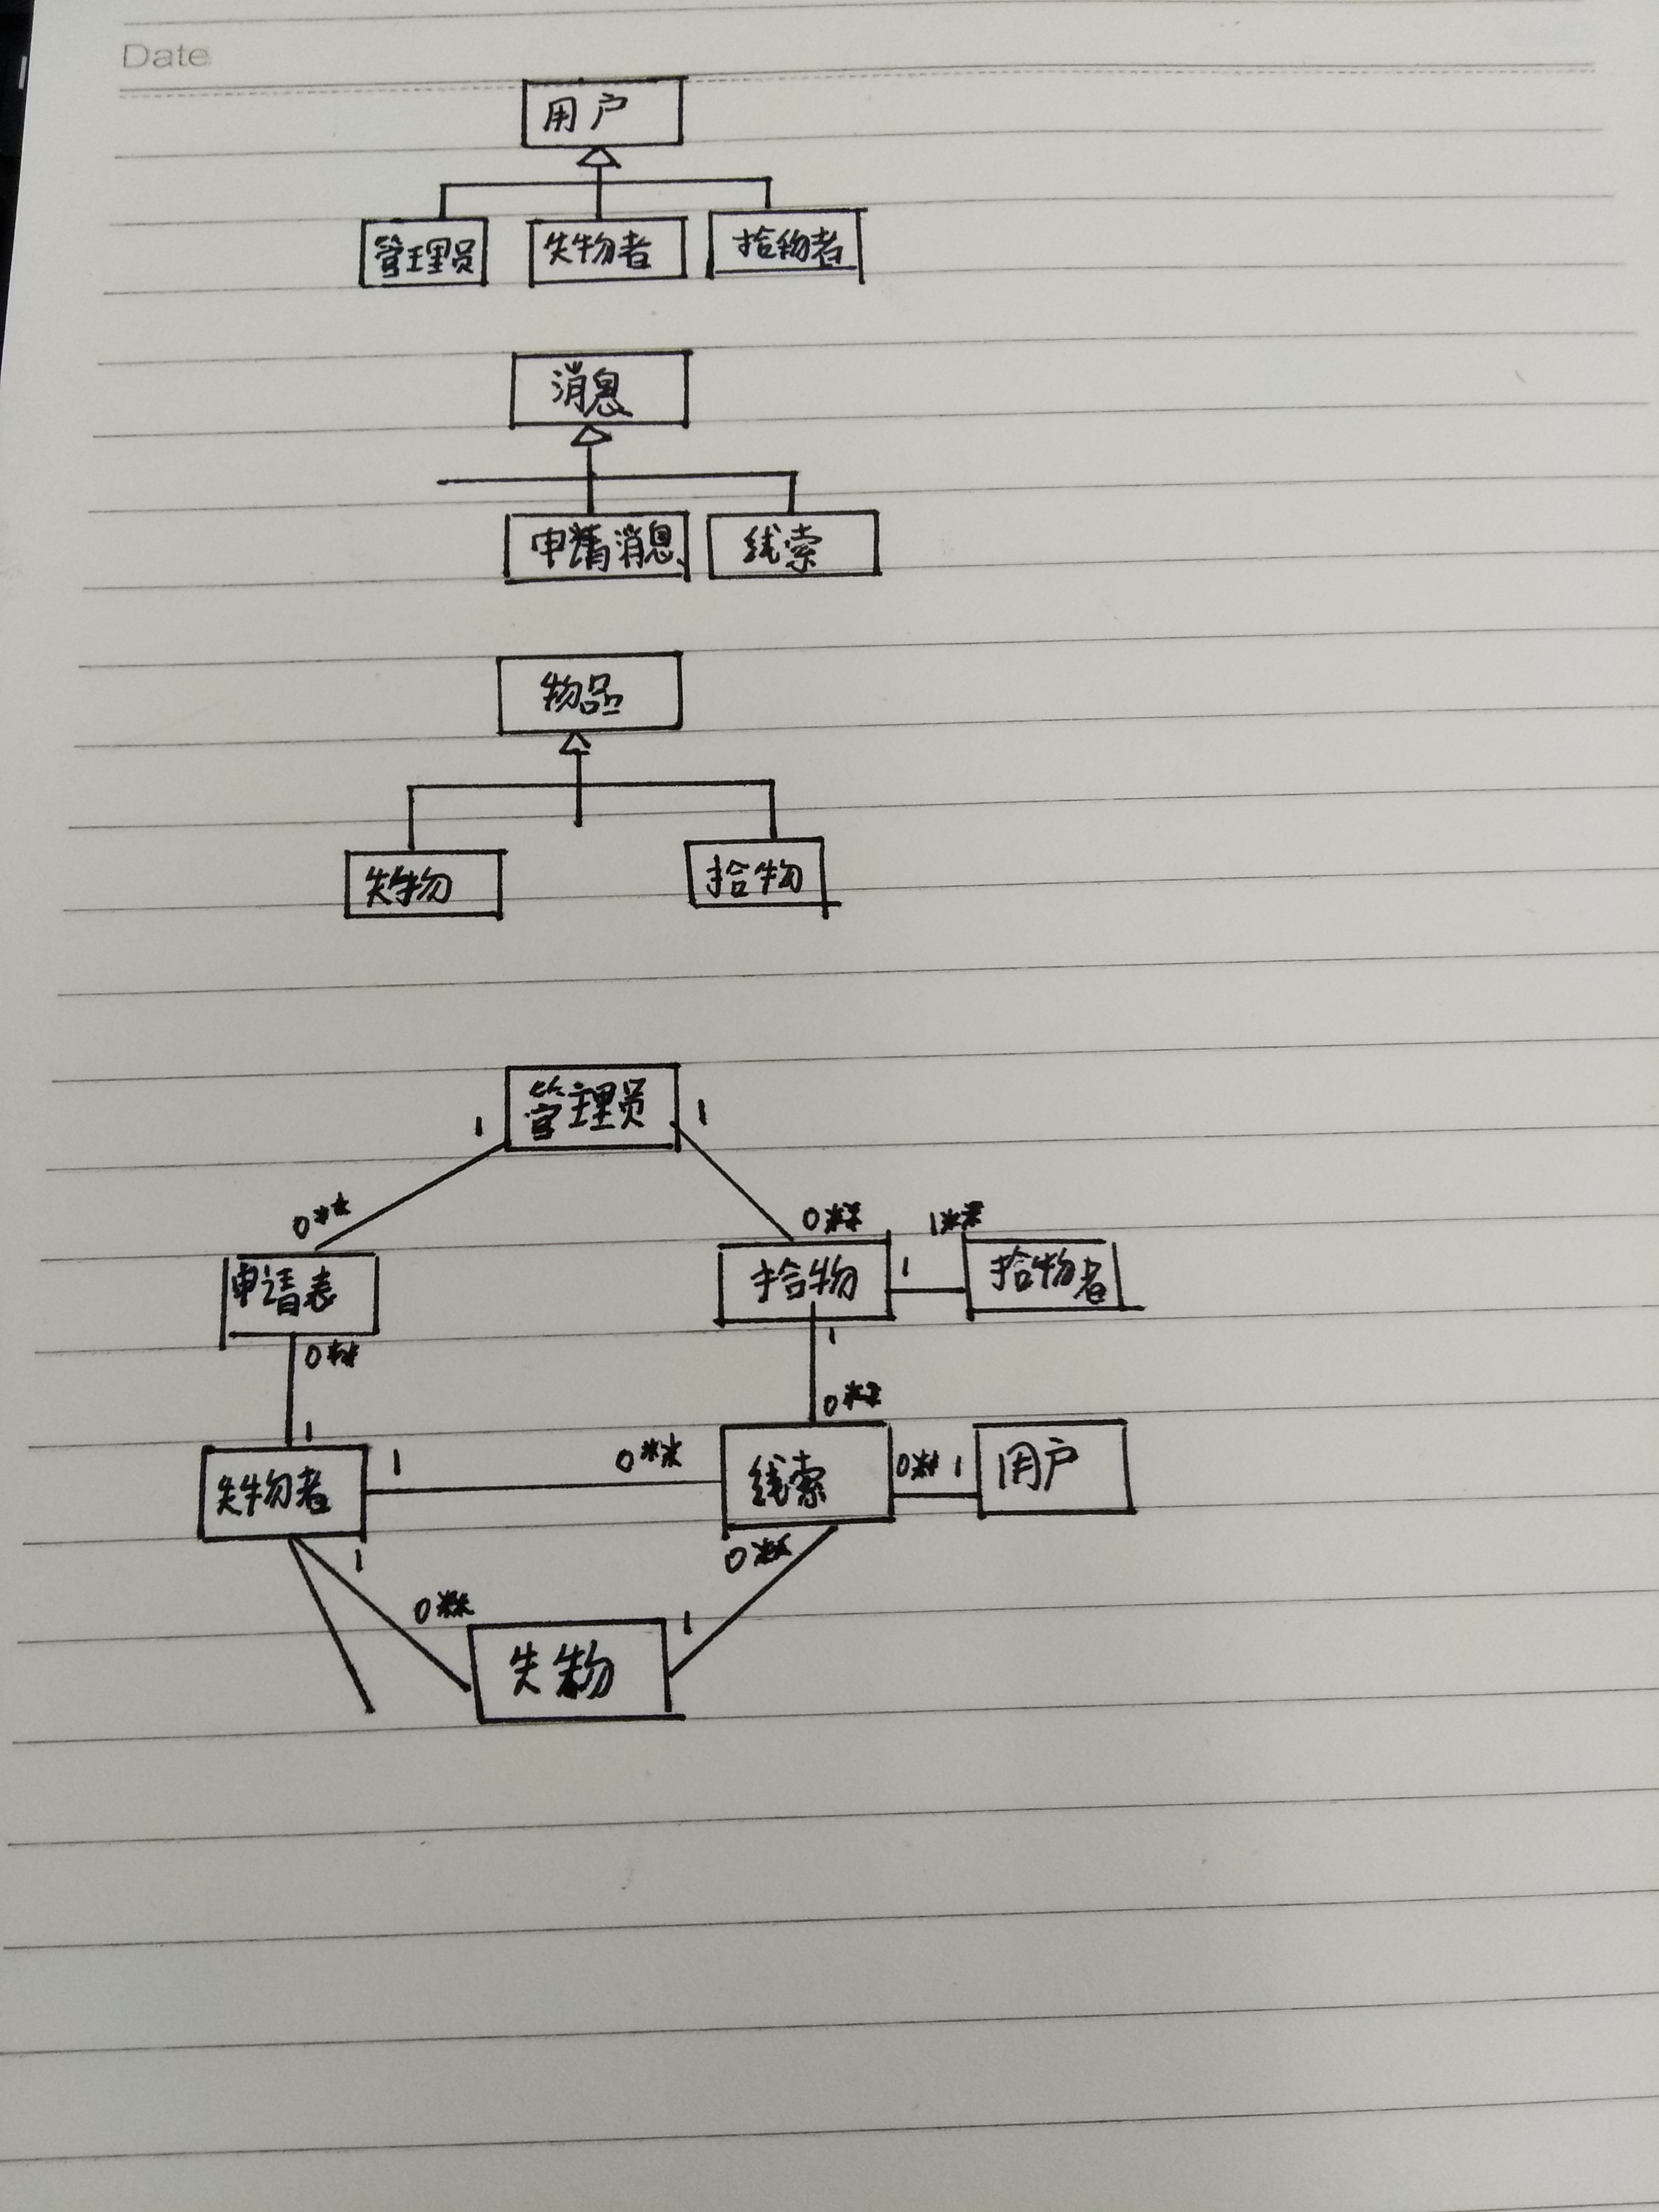 Date
用户
管理员 失物者 拾物者
消息
申请消息 线索
物品
失物 拾物
管理员
1 1
0**
0** 1**
申请表 拾物 1 拾物者
0** 1
0**
1
失物者 1 0** 线索 0** 1 用户
1 0**
0** 1
失物